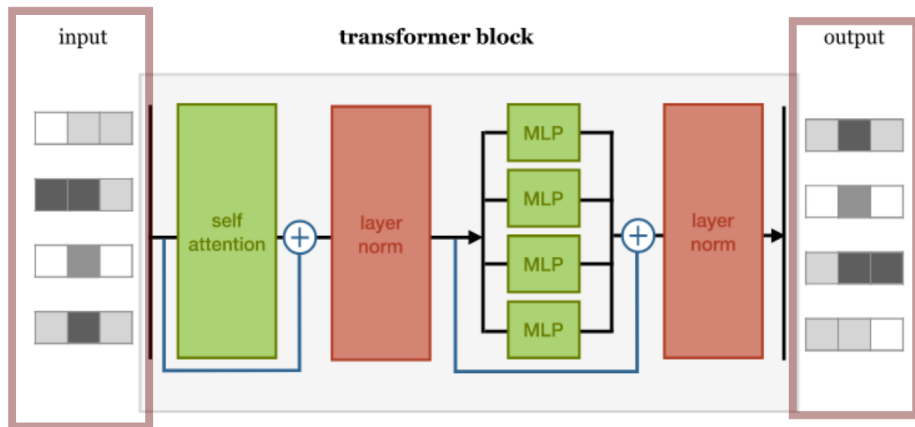 input
transformer block
output
self
attention
layer
norm
MLP
MLP
MLP
MLP
layer
norm